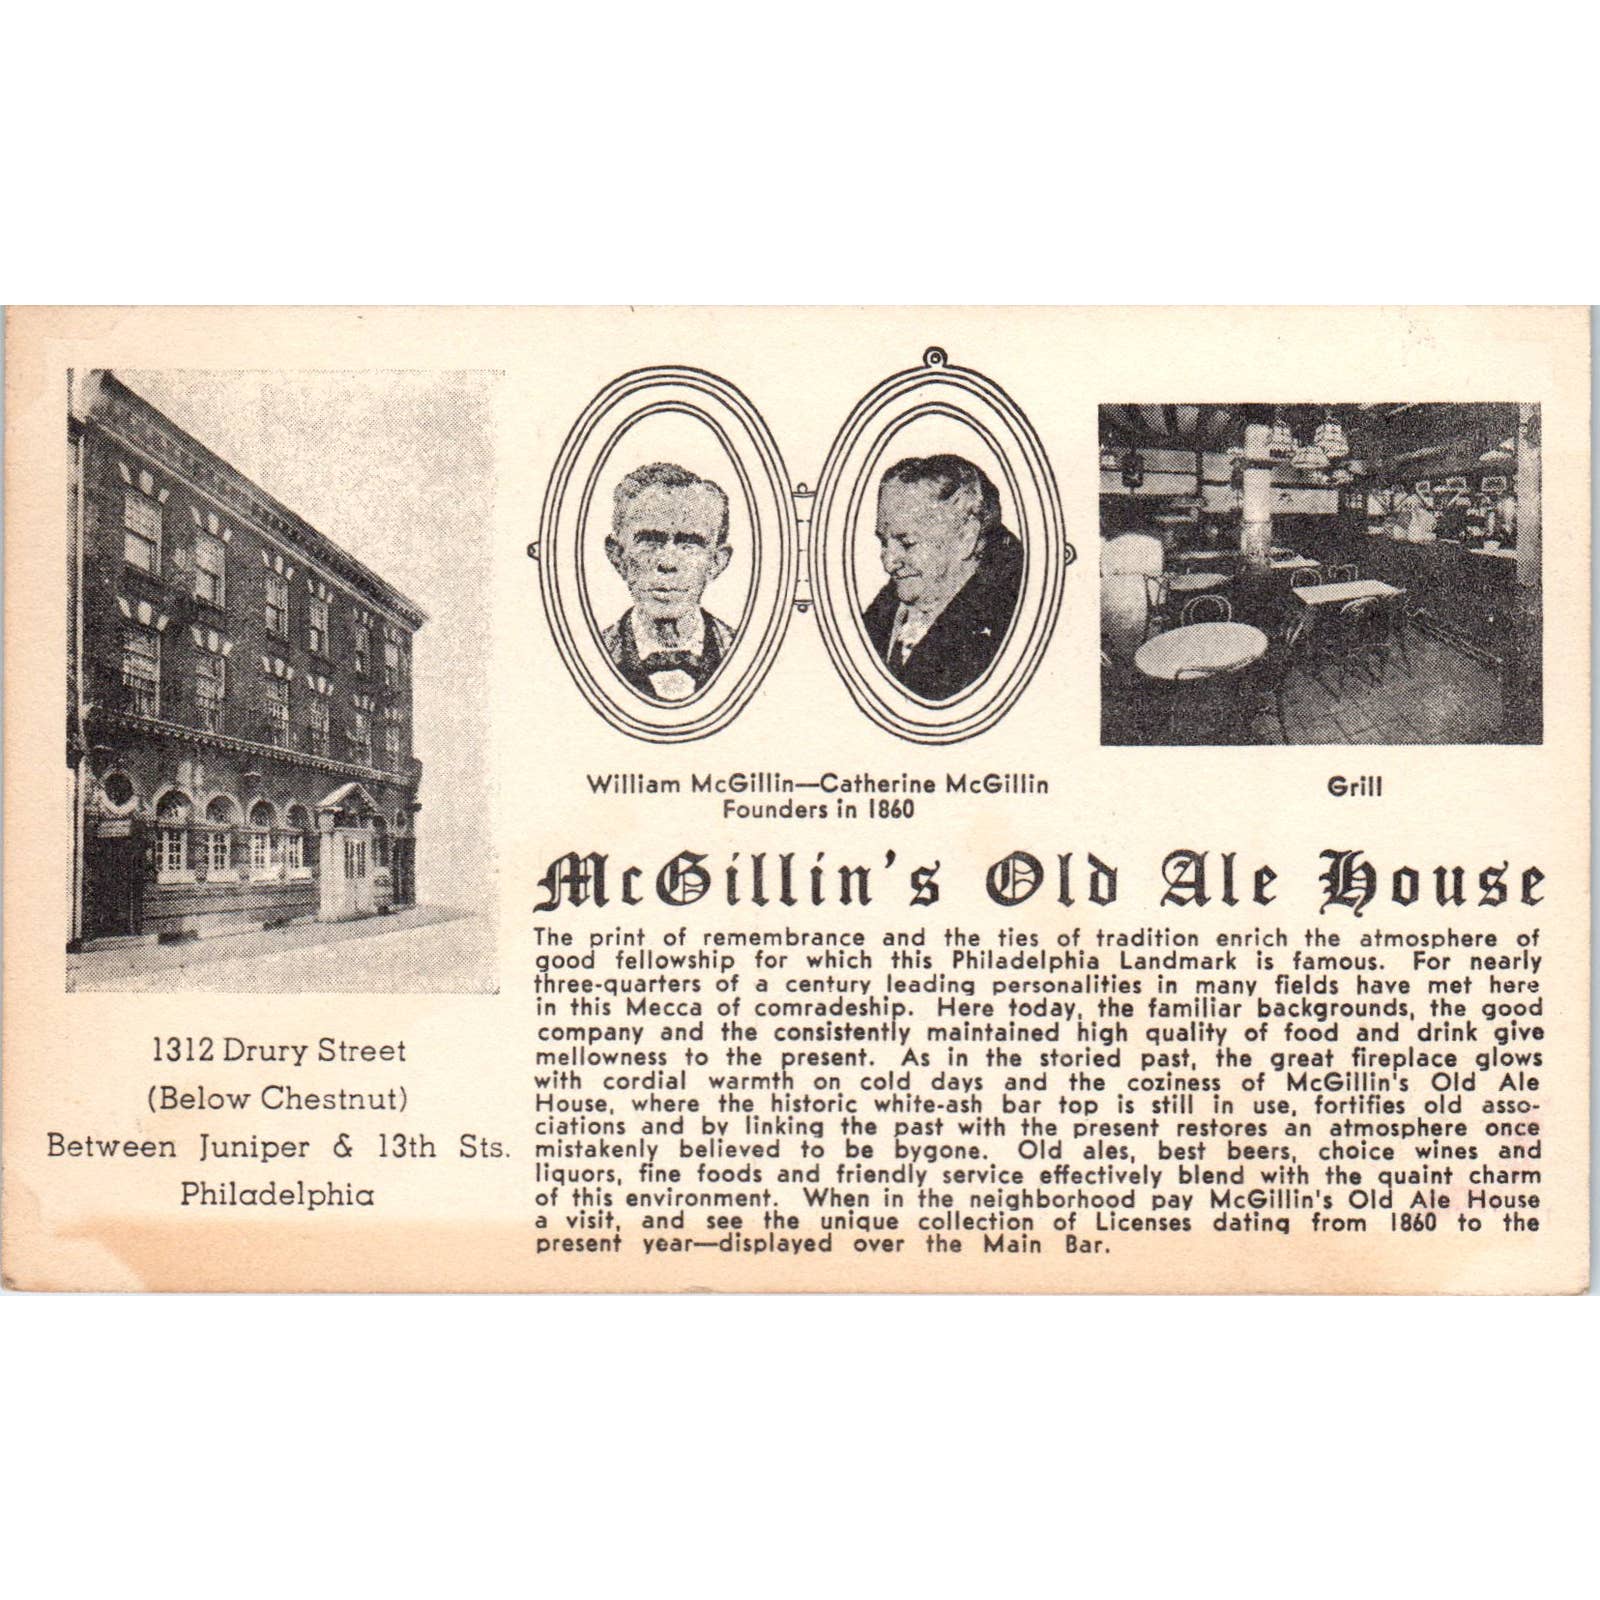 William McGillin—Catherine McGillin
Founders in 1860
Grill
McGillin's Old Ale House
The print of remembrance and the ties of tradition enrich the atmosphere of
good fellowship for which this Philadelphia Landmark is famous. For nearly
three-quarters of a century leading personalities in many fields have met here
in this Mecca of comradeship. Here today, the familiar backgrounds, the good
company and the consistently maintained high quality of food and drink give
mellowness to the present. As in the storied past, the great fireplace glows
with cordial warmth on cold days and the coziness of McGillin's Old Ale
House, where the historic white-ash bar top is still in use, fortifies old asso-
ciations and by linking the past with the present restores an atmosphere once
mistakenly believed to be bygone. Old ales, best beers, choice wines and
liquors, fine foods and friendly service effectively blend with the quaint charm
of this environment. When in the neighborhood pay McGillin's Old Ale House
a visit, and see the unique collection of Licenses dating from 1860 to the
present year—displayed over the Main Bar.
1312 Drury Street
(Below Chestnut)
Between Juniper & 13th Sts.
Philadelphia